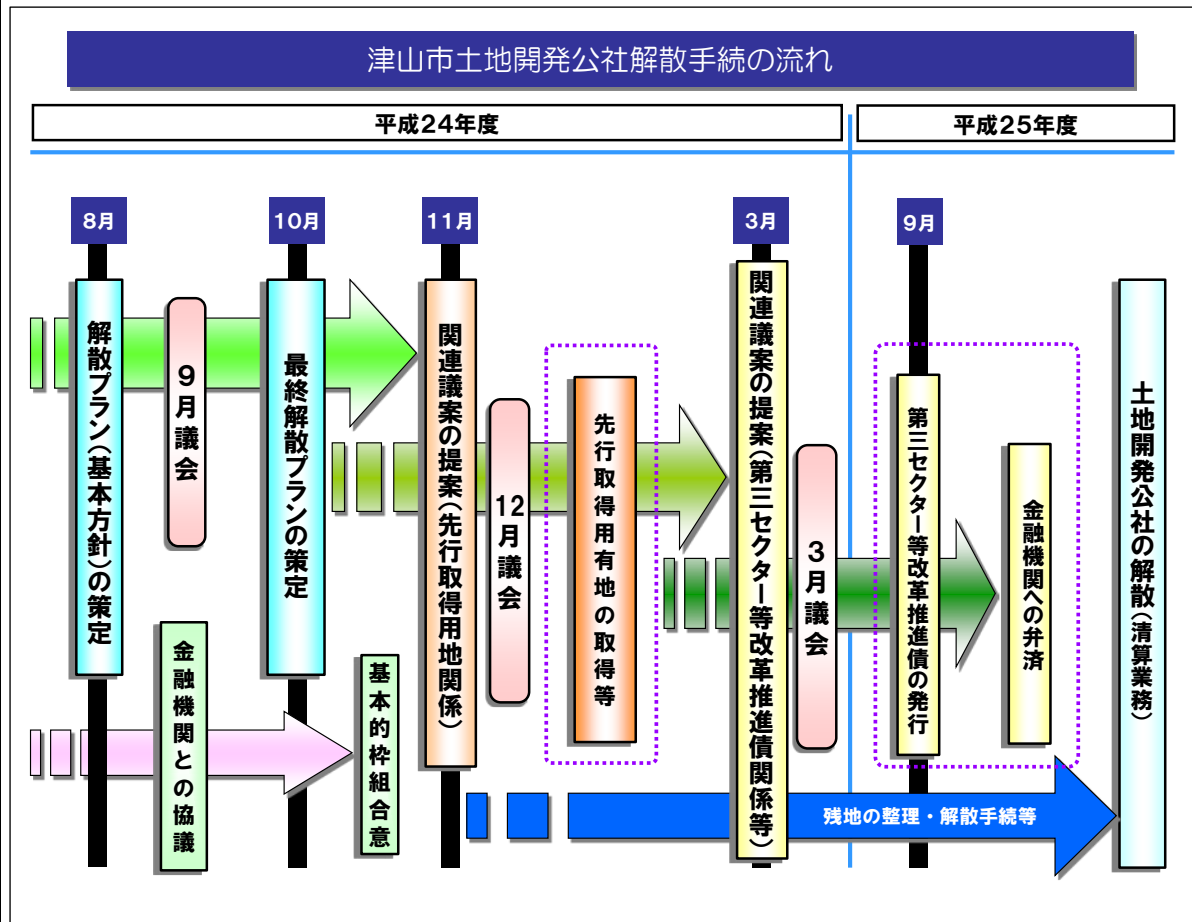 津山市土地開発公社解散手続の流れ
平成24年度
平成25年度
8月
10月
11月
3月
9月
解散プラン(基本方針)の策定
9月議会
最終解散プランの策定
関連議案の提案(先行取得用地関係)
12月議会
先行取得用有地の取得等
関連議案の提案(第三セクター等改革推進債関係等)
3月議会
第三セクター等改革推進債の発行
金融機関への弁済
土地開発公社の解散(清算業務)
金融機関との協議
基本的枠組合意
残地の整理・解散手続等